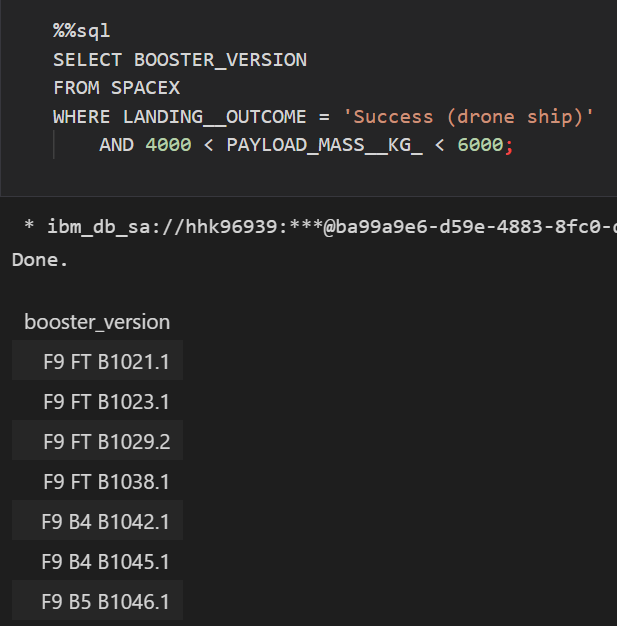 %%sql
SELECT BOOSTER_VERSION
FROM SPACEX
WHERE LANDING__OUTCOME = 'Success (drone ship)'
AND 4000 < PAYLOAD_MASS__KG_ < 6000;
* ibm_db_sa://hhk96939:***@ba99a9e6-d59e-4883-8fc0-
Done.
booster_version
F9 FT B1021.1
F9 FT B1023.1
F9 FT B1029.2
F9 FT B1038.1
F9 B4 B1042.1
F9 B4 B1045.1
F9 B5 B1046.1